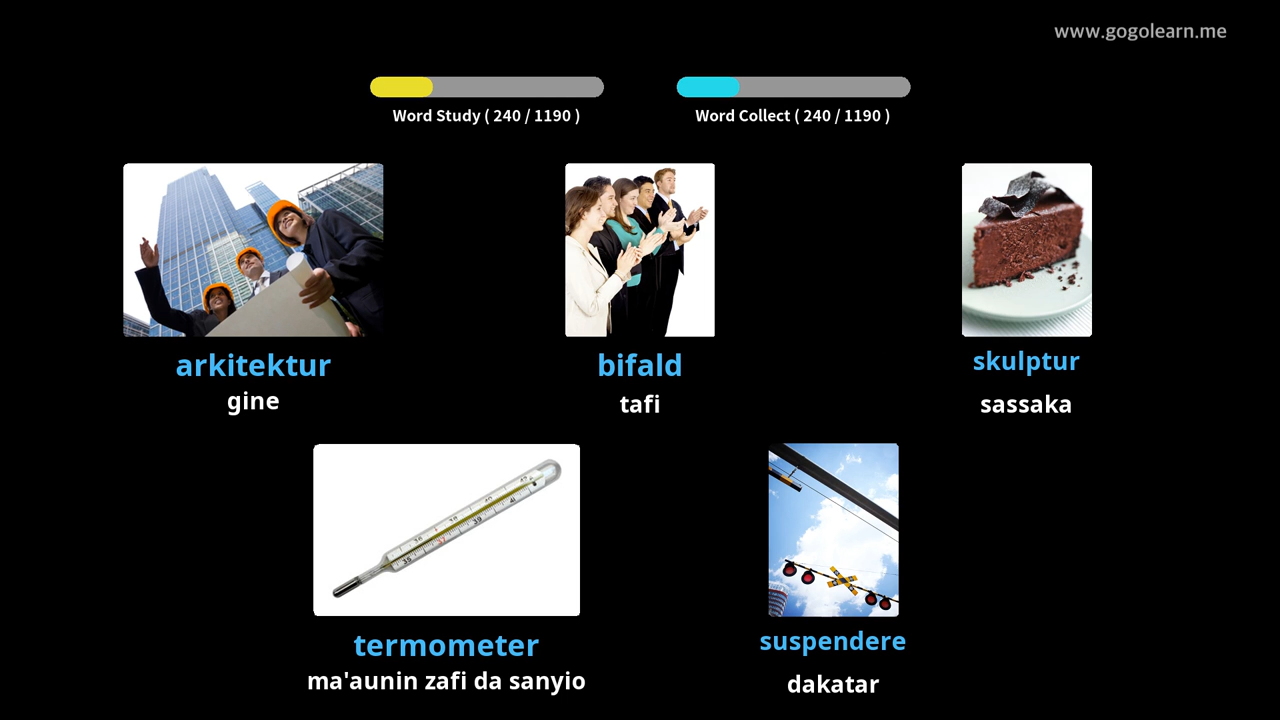 www.gogolearn.me
Word Study ( 240 / 1190 )
Word Collect ( 240 / 1190 )
arkitektur
gine
bifald
tafi
skulptur
sassaka
termometer
ma'aunin zafi da sanyio
suspendere
dakatar